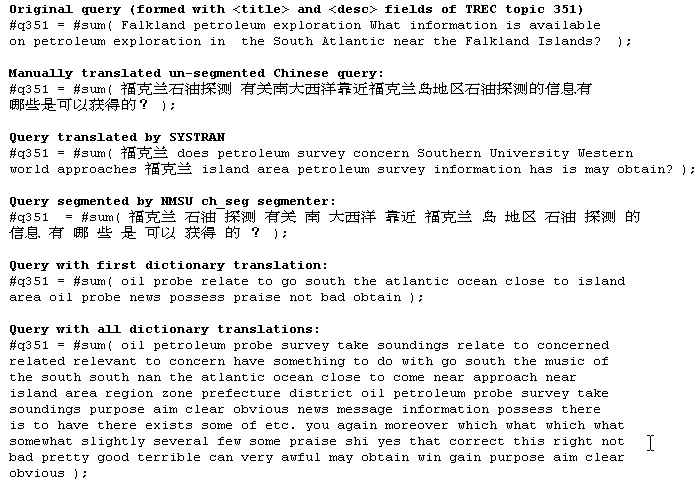 Original query (formed with <title> and <desc> fields of TREC topic 351)
#q351 = #sum( Falkland petroleum exploration What information is available
on petroleum exploration in the South Atlantic near the Falkland Islands? );
Manually translated un-segmented Chinese query:
#q351 = #sum( 福克兰石油探测 有关南大西洋靠近福克兰岛地区石油探测的信息有
哪些是可以获得的？ );
Query translated by SYSTRAN
#q351 = #sum( 福克兰 does petroleum survey concern Southern University Western
world approaches 福克兰 island area petroleum survey information has is may obtain? );
Query segmented by NMSU ch_seg segmenter:
#q351 = #sum( 福克兰 石油 探测 有关 南 大西洋 靠近 福克兰 岛 地区 石油 探测 的
信息 有 哪 些 是 可以 获得 的 ？ );
Query with first dictionary translation:
#q351 = #sum( oil probe relate to go south the atlantic ocean close to island
area oil probe news possess praise not bad obtain );
Query with all dictionary translations:
#q351 = #sum( oil petroleum probe survey take soundings relate to concerned
related relevant to concern have something to do with go south the music of
the south south nan the atlantic ocean close to come near approach near
island area region zone prefecture district oil petroleum probe survey take
soundings purpose aim clear obvious news message information possess there
is to have there exists some of etc. you again moreover which what which what
somewhat slightly several few some praise shi yes that correct this right not
bad pretty good terrible can very awful may obtain win gain purpose aim clear
obvious );